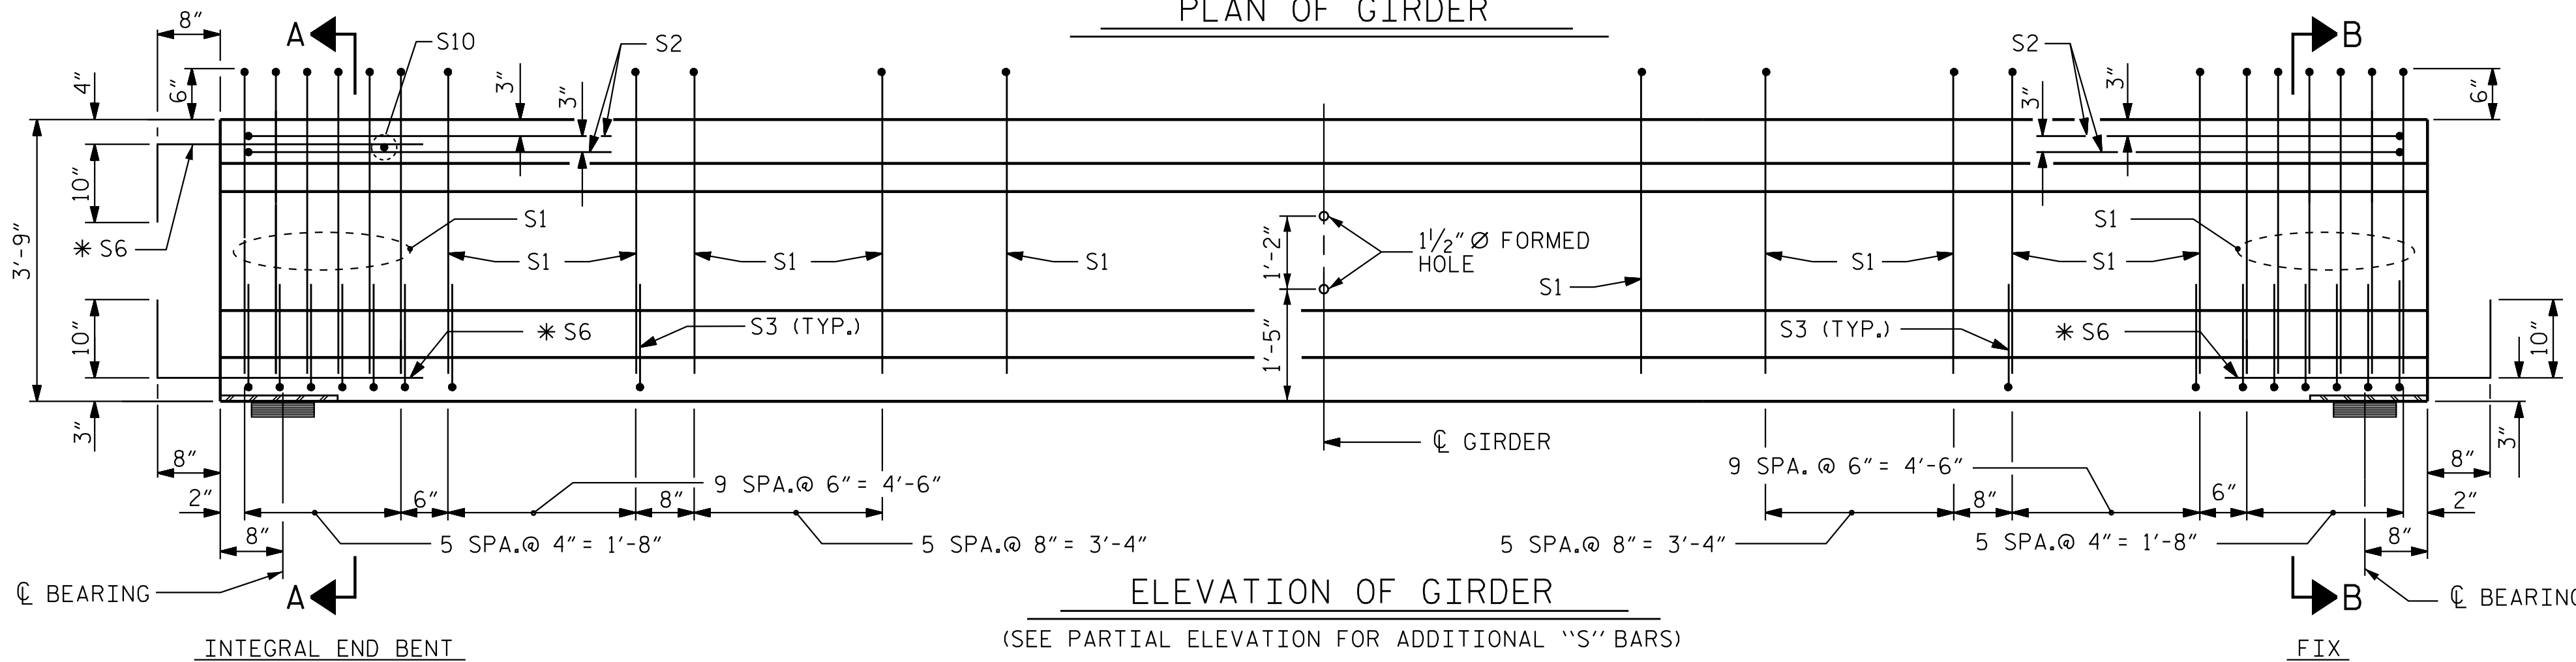 PLAN OF GIRDER
8"
A
S10
S2
S2
B
4"
6"
3"
3"
3"
3"
6"
10"
✳ S6
3'-9"
S1
S1
S1
S1
1'-2"
1 1/2" Ø FORMED
HOLE
S1
S1
S1
S1
10"
✳ S6
S3 (TYP.)
1'-5"
S3 (TYP.)
✳ S6
10"
3"
8"
℄ GIRDER
3"
8"
2"
6"
9 SPA.@ 6" = 4'-6"
8"
9 SPA.@ 6" = 4'-6"
8"
6"
2"
8"
5 SPA.@ 4" = 1'-8"
5 SPA.@ 8" = 3'-4"
5 SPA.@ 8" = 3'-4"
5 SPA.@ 4" = 1'-8"
8"
℄ BEARING
A
ELEVATION OF GIRDER
B
℄ BEARING
(SEE PARTIAL ELEVATION FOR ADDITIONAL "S" BARS)
INTEGRAL END BENT
FIX